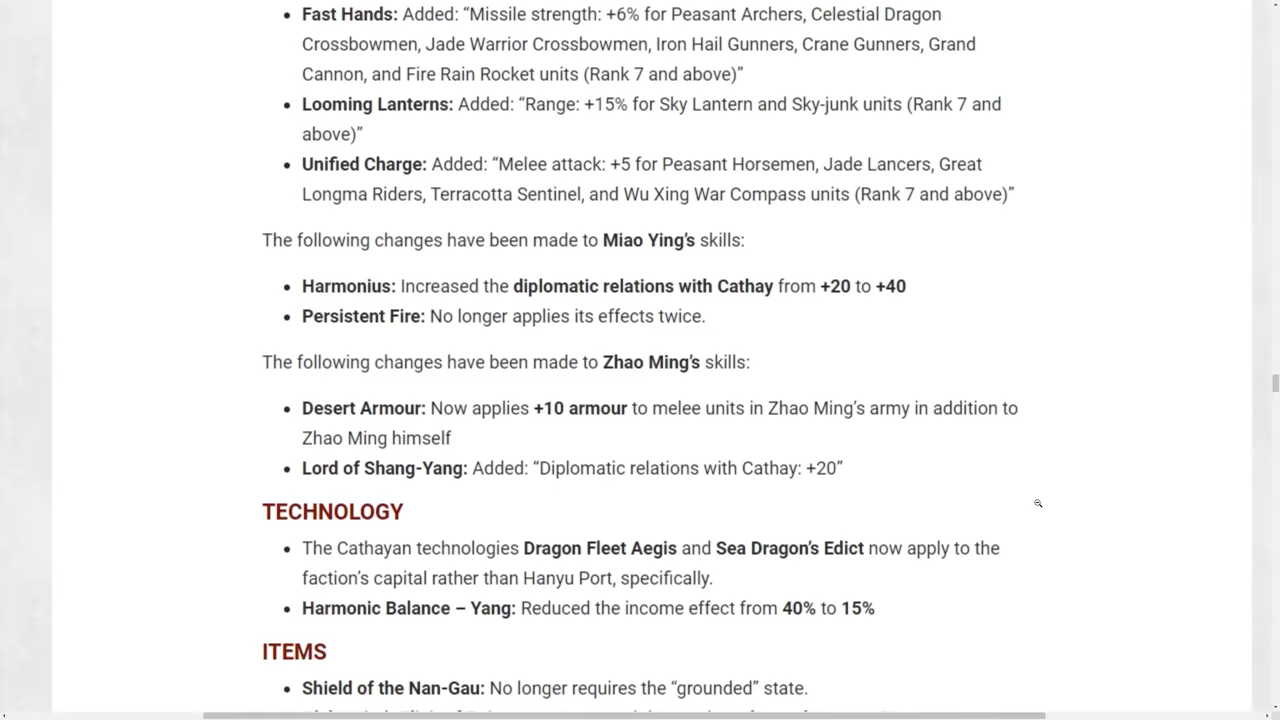 Fast Hands: Added: “Missile strength: +6% for Peasant Archers, Celestial Dragon
Crossbowmen, Jade Warrior Crossbowmen, Iron Hail Gunners, Crane Gunners, Grand
Cannon, and Fire Rain Rocket units (Rank 7 and above)”
Looming Lanterns: Added: “Range: +15% for Sky Lantern and Sky-junk units (Rank 7 and
above)”
Unified Charge: Added: “Melee attack: +5 for Peasant Horsemen, Jade Lancers, Great
Longma Riders, Terracotta Sentinel, and Wu Xing War Compass units (Rank 7 and above)”
The following changes have been made to Miao Ying’s skills:
Harmonius: Increased the diplomatic relations with Cathay from +20 to +40
Persistent Fire: No longer applies its effects twice.
The following changes have been made to Zhao Ming’s skills:
Desert Armour: Now applies +10 armour to melee units in Zhao Ming’s army in addition to
Zhao Ming himself
Lord of Shang-Yang: Added: “Diplomatic relations with Cathay: +20”
TECHNOLOGY
The Cathayan technologies Dragon Fleet Aegis and Sea Dragon’s Edict now apply to the
faction’s capital rather than Hanyu Port, specifically.
Harmonic Balance – Yang: Reduced the income effect from 40% to 15%
ITEMS
Shield of the Nan-Gau: No longer requires the “grounded” state.